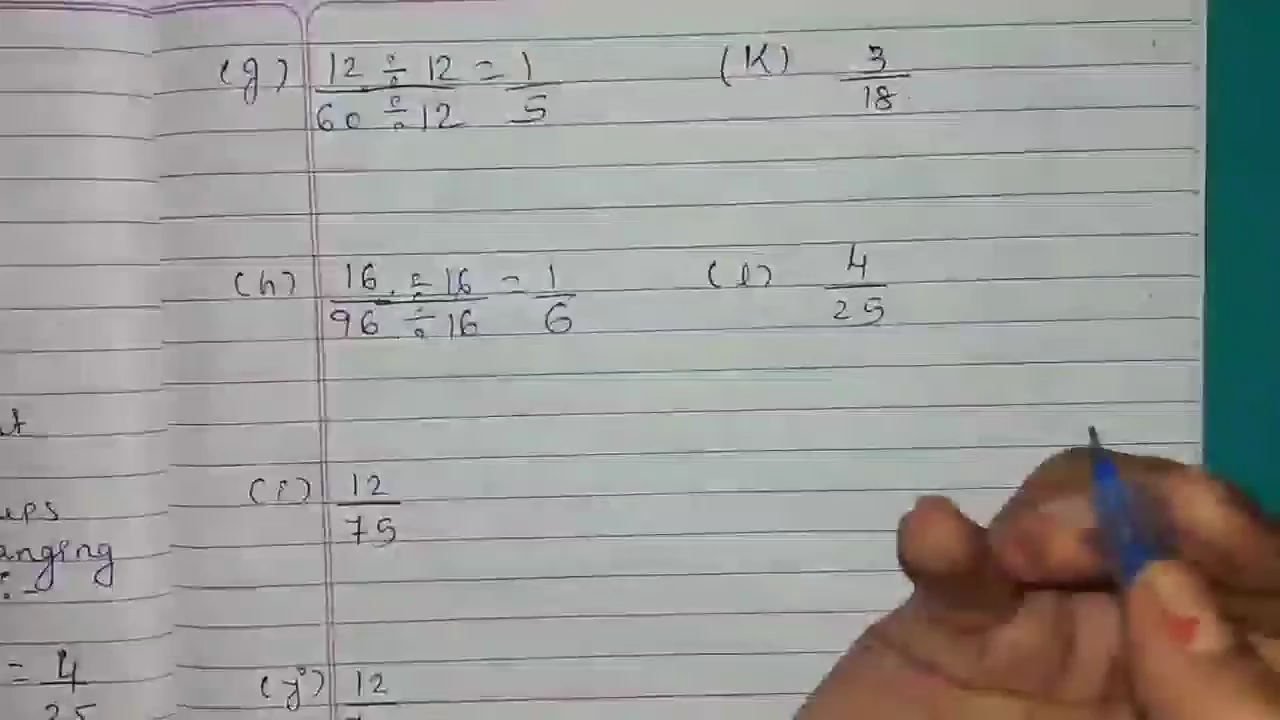 (g) 12 ÷ 12 = 1 (K) 3
60 ÷ 12 5 18
(h) 16 ÷ 16 = 1 (l) 4
96 ÷ 16 6 25
(i) 12
75
anging
= 4
25
(j) 12